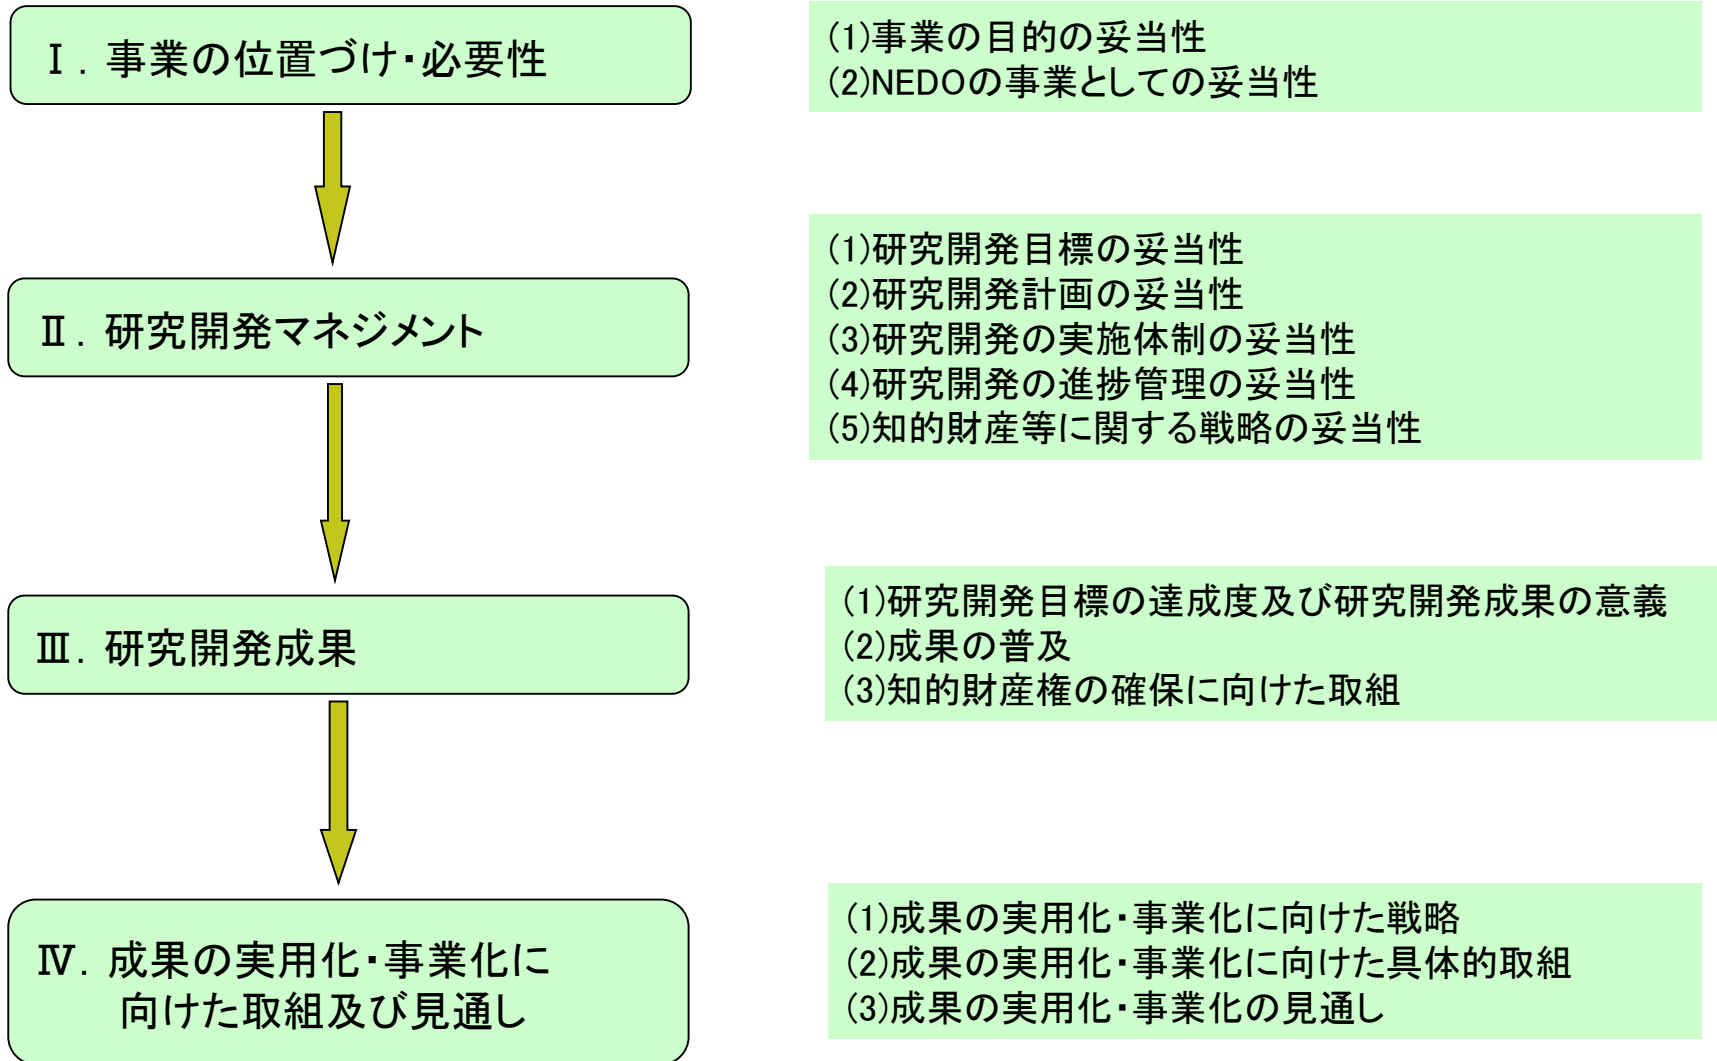 Ⅰ. 事業の位置づけ・必要性
(1)事業の目的の妥当性
(2)NEDOの事業としての妥当性
Ⅱ. 研究開発マネジメント
(1)研究開発目標の妥当性
(2)研究開発計画の妥当性
(3)研究開発の実施体制の妥当性
(4)研究開発の進捗管理の妥当性
(5)知的財産等に関する戦略の妥当性
Ⅲ. 研究開発成果
(1)研究開発目標の達成度及び研究開発成果の意義
(2)成果の普及
(3)知的財産権の確保に向けた取組
Ⅳ. 成果の実用化・事業化に
向けた取組及び見通し
(1)成果の実用化・事業化に向けた戦略
(2)成果の実用化・事業化に向けた具体的取組
(3)成果の実用化・事業化の見通し